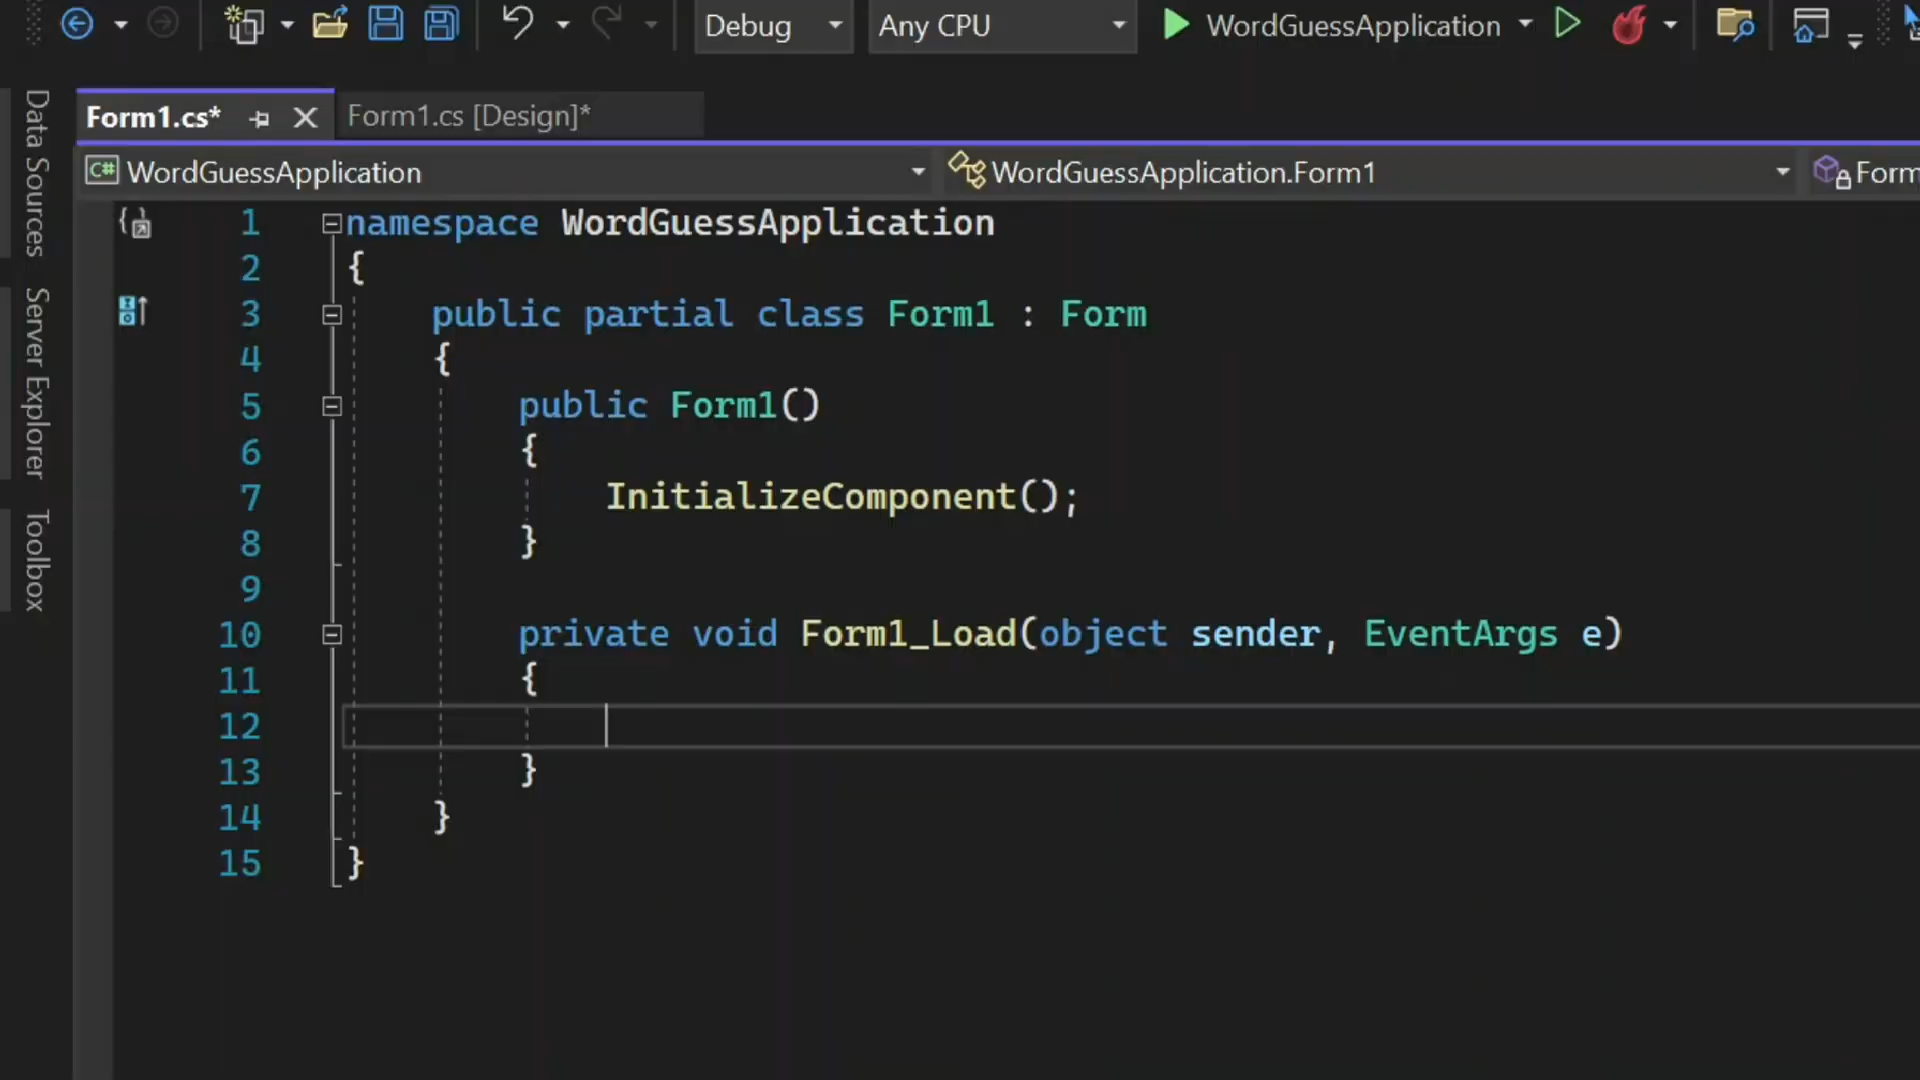 Debug Any CPU WordGuessApplication
Form1.cs* Form1.cs [Design]*
WordGuessApplication WordGuessApplication.Form1 Form
Data Sources
Server Explorer
Toolbox
1 namespace WordGuessApplication
2 {
3 public partial class Form1 : Form
4 {
5 public Form1()
6 {
7 InitializeComponent();
8 }
9
10 private void Form1_Load(object sender, EventArgs e)
11 {
12
13 }
14 }
15 }